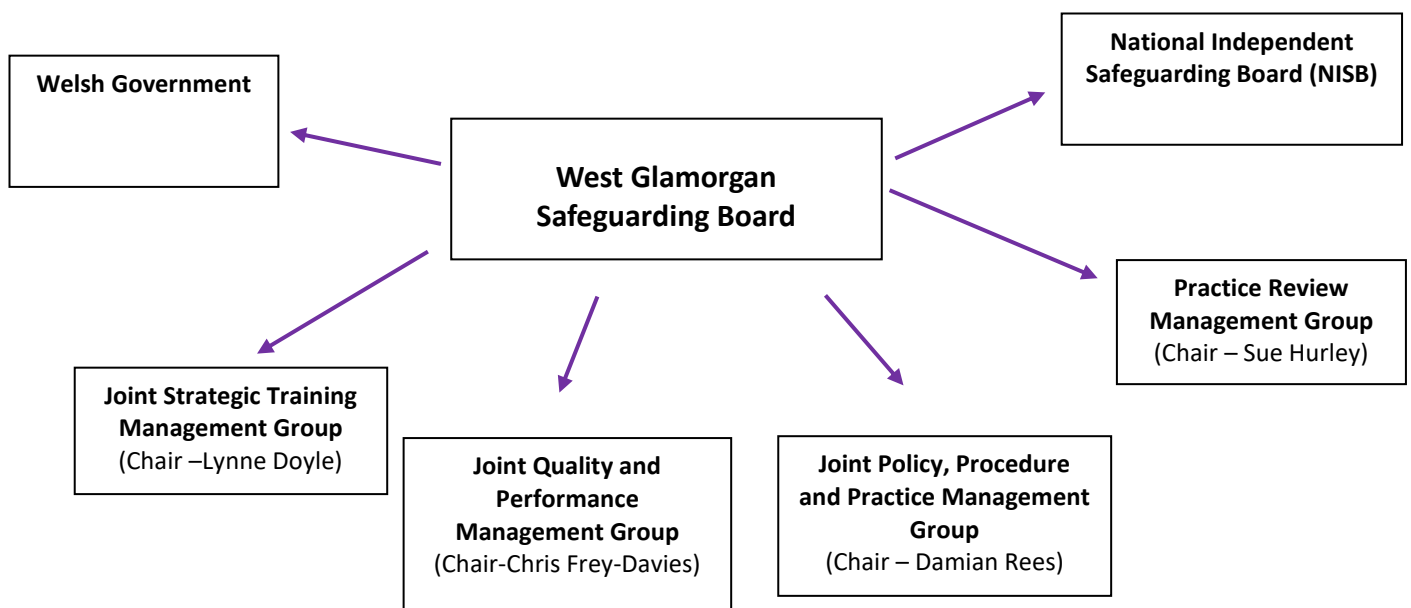 Welsh Government
National Independent
Safeguarding Board (NISB)
West Glamorgan
Safeguarding Board
Practice Review
Management Group
(Chair – Sue Hurley)
Joint Strategic Training
Management Group
(Chair –Lynne Doyle)
Joint Quality and
Performance
Management Group
(Chair-Chris Frey-Davies)
Joint Policy, Procedure
and Practice Management
Group
(Chair – Damian Rees)